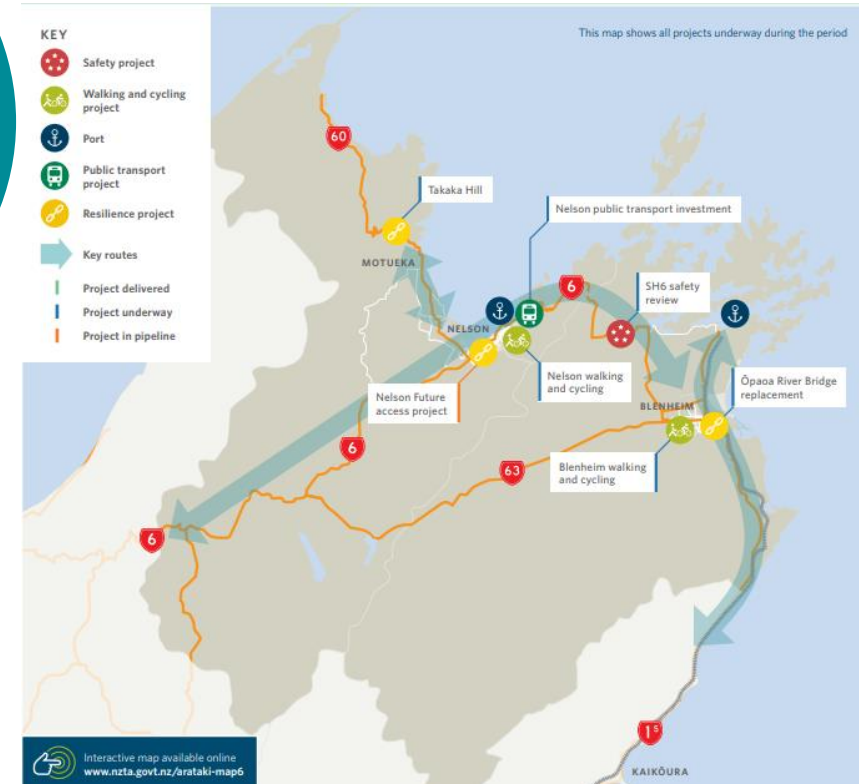 KEY
Safety project
Walking and cycling
project
Port
Public transport
project
Resilience project
Key routes
Project delivered
Project underway
Project in pipeline
This map shows all projects underway during the period
60
Takaka Hill
Nelson public transport investment
MOTUEKA
6
SH6 safety
review
NELSON
Nelson walking
and cycling
Ōpaoa River Bridge
replacement
Nelson Future
access project
BLENHEIM
6
63
Blenheim walking
and cycling
6
1S
KAIKŌURA
Interactive map available online
www.nzta.govt.nz/arataki-map6